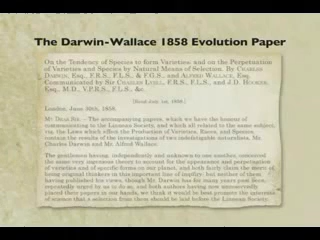 The Darwin-Wallace 1858 Evolution Paper
On the Tendency of Species to form Varieties; and on the Perpetuation
of Varieties and Species by Natural Means of Selection. By CHARLES
DARWIN, Esq., F.R.S., F.L.S., & F.G.S., and ALFRED WALLACE, Esq.
Communicated by Sir CHARLES LYELL, F.R.S., F.L.S., and J.D. HOOKER,
Esq., M.D., V.P.R.S., F.L.S., &c.
[Read July 1st, 1858.]
London, June 30th, 1858.
MY DEAR SIR, — The accompanying papers, which we have the honour of
communicating to the Linnean Society, and which all related to the same subject,
viz. the Laws which affect the Production of Varieties, Races, and Species,
contain the results of the investigations of two indefatigable naturalists, Mr.
Charles Darwin and Mr. Alfred Wallace.
The gentlemen having, independently and unknown to one another, conceived
the same very ingenious theory to account for the appearance and perpetuation
of varieties and of specific forms on our planet, may both fairly claim the merit of
being original thinkers in this important line of inquiry; but neither of them
having published his views, though Mr. Darwin has for many years past been
repeatedly urged by us to do so, and both authors having now unreservedly
placed their papers in our hands, we think it would best promote the interests
of science that a selection from them should be laid before the Linnean Society.